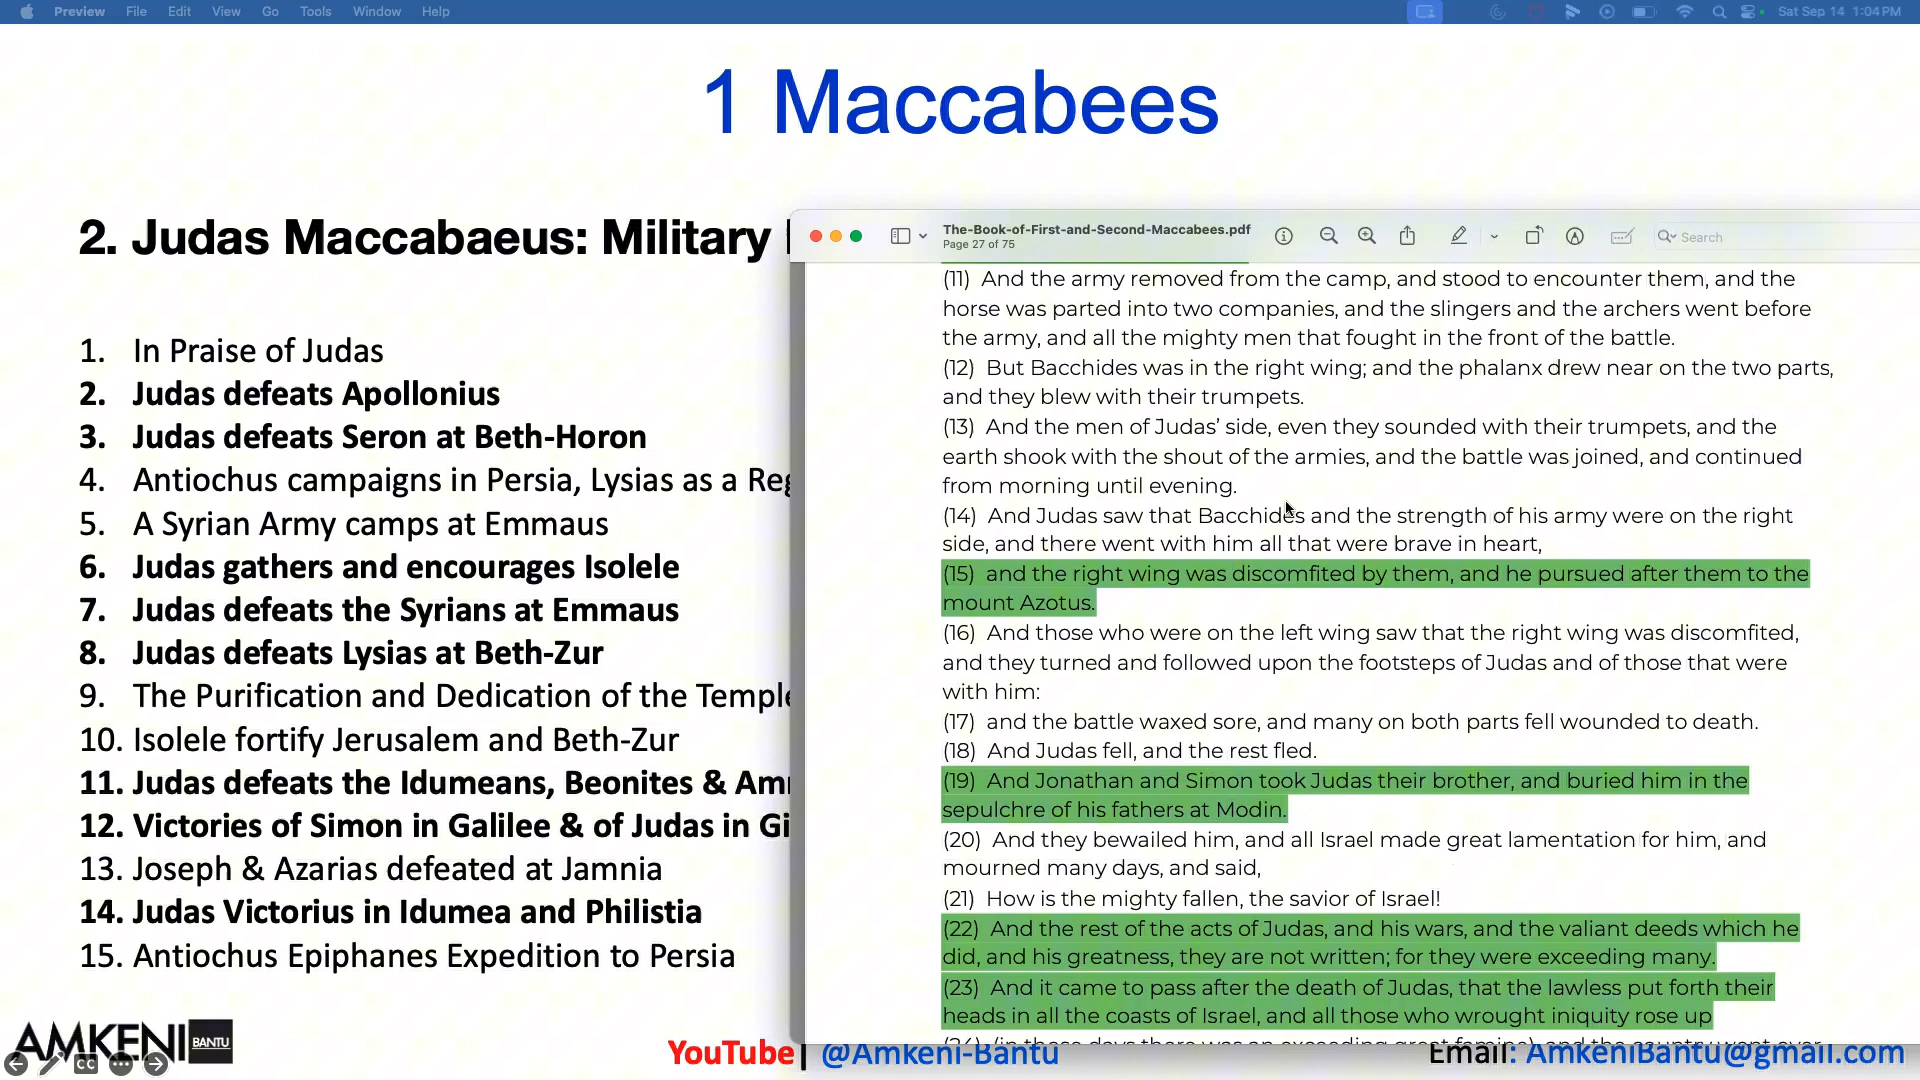 Preview File Edit View Go Tools Window Help
Sat Sep 14 1:04 PM
1 Maccabees
2. Judas Maccabaeus: Military
1. In Praise of Judas
2. Judas defeats Apollonius
3. Judas defeats Seron at Beth-Horon
4. Antiochus campaigns in Persia, Lysias as a Reg
5. A Syrian Army camps at Emmaus
6. Judas gathers and encourages Isolele
7. Judas defeats the Syrians at Emmaus
8. Judas defeats Lysias at Beth-Zur
9. The Purification and Dedication of the Temple
10. Isolele fortify Jerusalem and Beth-Zur
11. Judas defeats the Idumeans, Beonites & Am
12. Victories of Simon in Galilee & of Judas in Gi
13. Joseph & Azarias defeated at Jamnia
14. Judas Victorius in Idumea and Philistia
15. Antiochus Epiphanes Expedition to Persia
The-Book-of-First-and-Second-Maccabees.pdf
Page 27 of 75
Search
(11) And the army removed from the camp, and stood to encounter them, and the
horse was parted into two companies, and the slingers and the archers went before
the army, and all the mighty men that fought in the front of the battle.
(12) But Bacchides was in the right wing; and the phalanx drew near on the two parts,
and they blew with their trumpets.
(13) And the men of Judas’ side, even they sounded with their trumpets, and the
earth shook with the shout of the armies, and the battle was joined, and continued
from morning until evening.
(14) And Judas saw that Bacchides and the strength of his army were on the right
side, and there went with him all that were brave in heart,
(15) and the right wing was discomfited by them, and he pursued after them to the
mount Azotus.
(16) And those who were on the left wing saw that the right wing was discomfited,
and they turned and followed upon the footsteps of Judas and of those that were
with him:
(17) and the battle waxed sore, and many on both parts fell wounded to death.
(18) And Judas fell, and the rest fled.
(19) And Jonathan and Simon took Judas their brother, and buried him in the
sepulchre of his fathers at Modin.
(20) And they bewailed him, and all Israel made great lamentation for him, and
mourned many days, and said,
(21) How is the mighty fallen, the savior of Israel!
(22) And the rest of the acts of Judas, and his wars, and the valiant deeds which he
did, and his greatness, they are not written; for they were exceeding many.
(23) And it came to pass after the death of Judas, that the lawless put forth their
heads in all the coasts of Israel, and all those who wrought iniquity rose up
(24) (in those days there was an exceeding great famine), and the country went over
AMKENI BANTU
CC
YouTube| @Amkeni-Bantu
Email: AmkeniBantu@gmail.com